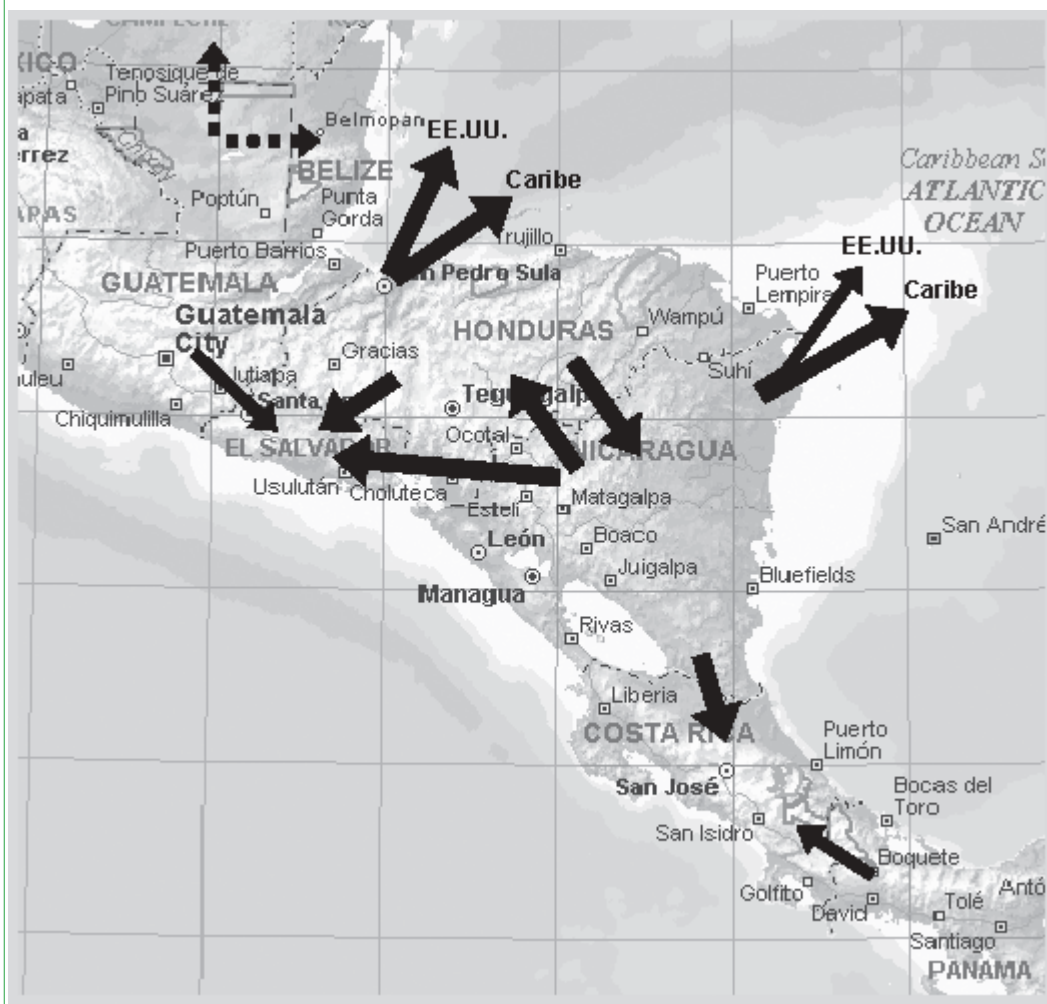 Tenosique de
Pino Suárez
Belmopan
EE.UU.
BELIZE
Caribe
Caribbean
ATLANTIC
OCEAN
Poptún
Punta
Gorda
Puerto Barrios
Trujillo
EE.UU.
San Pedro Sula
Puerto
Lempira
Caribe
GUATEMALA
Guatemala
City
HONDURAS
Wampú
Gracias
Suhí
Jutiapa
Santa
Tegucigalpa
Chiquimulilla
EL SALVADOR
Ocotal
NICARAGUA
Usulután
Choluteca
Estelí
Matagalpa
León
Boaco
San André
Juigalpa
Bluefields
Managua
Rivas
Liberia
COSTA RICA
Puerto
Limón
San José
Bocas del
Toro
San Isidro
Boquete
Golfito
David
Tolé
Antó
Santiago
PANAMA